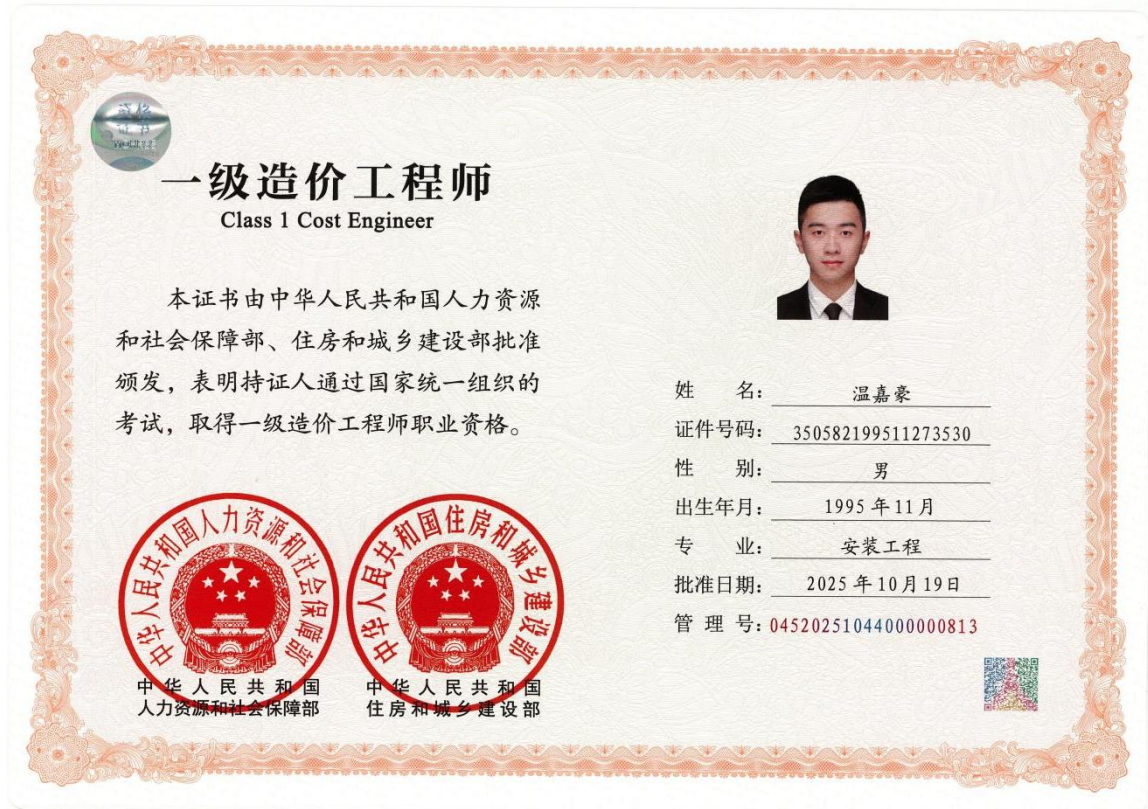 资格
证书
一级造价工程师
Class 1 Cost Engineer
本证书由中华人民共和国人力资源
和社会保障部、住房和城乡建设部批准
颁发，表明持证人通过国家统一组织的
考试，取得一级造价工程师职业资格。
中华人民共和国人力资源和社会保障部
中华人民共和国住房和城乡建设部
中华人民共和国
人力资源和社会保障部
中华人民共和国
住房和城乡建设部
姓 名：温嘉豪
证件号码：350582199511273530
性 别：男
出生年月：1995年11月
专 业：安装工程
批准日期：2025年10月19日
管 理 号：04520251044000000813